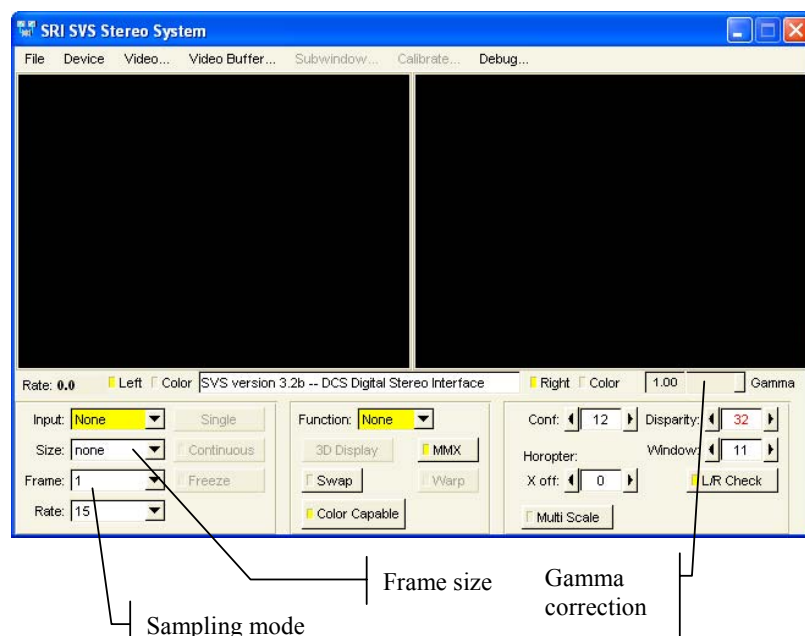 SRI SVS Stereo System
File Device Video... Video Buffer... Subwindow... Calibrate... Debug...
Rate: 0.0 Left Color SVS version 3.2b -- DCS Digital Stereo Interface Right Color 1.00 Gamma
Input: None Single Function: None Conf: 12 Disparity: 32
Size: none Continuous 3D Display MMX Horopter: Window: 11
Frame: 1 Freeze Swap Warp X off: 0 L/R Check
Rate: 15 Color Capable Multi Scale
Frame size
Gamma
correction
Sampling mode